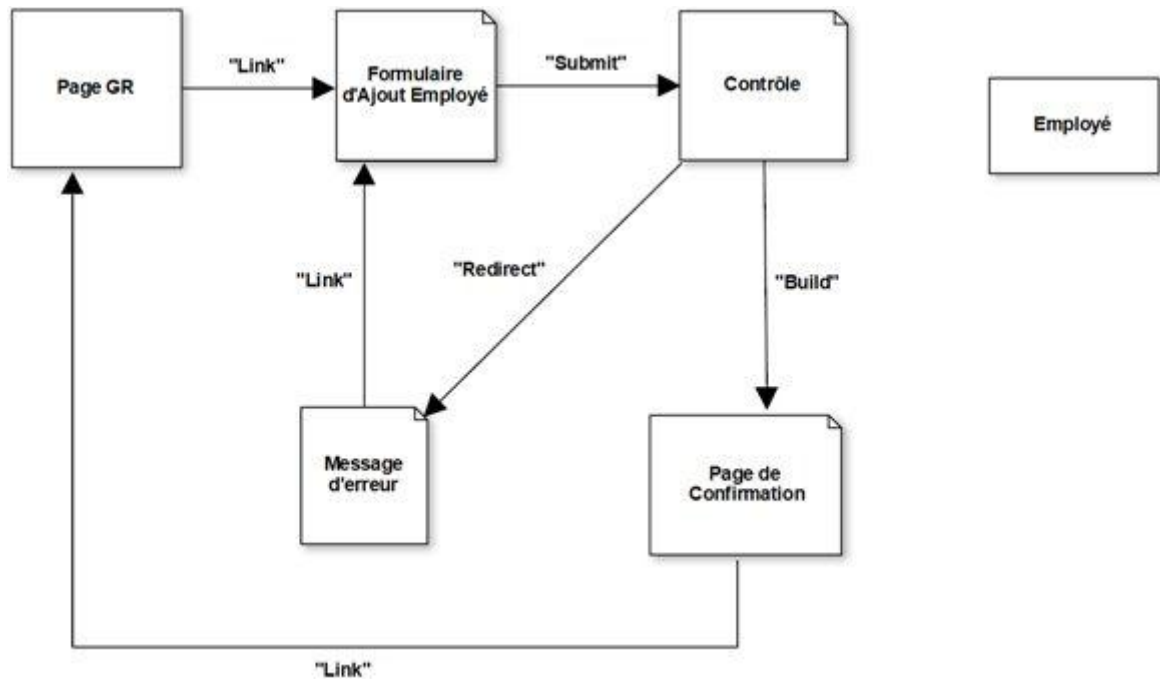 Page GR
"Link"
Formulaire
d'Ajout Employé
"Submit"
Contrôle
Employé
"Link"
"Redirect"
"Build"
Message
d'erreur
Page de
Confirmation
"Link"